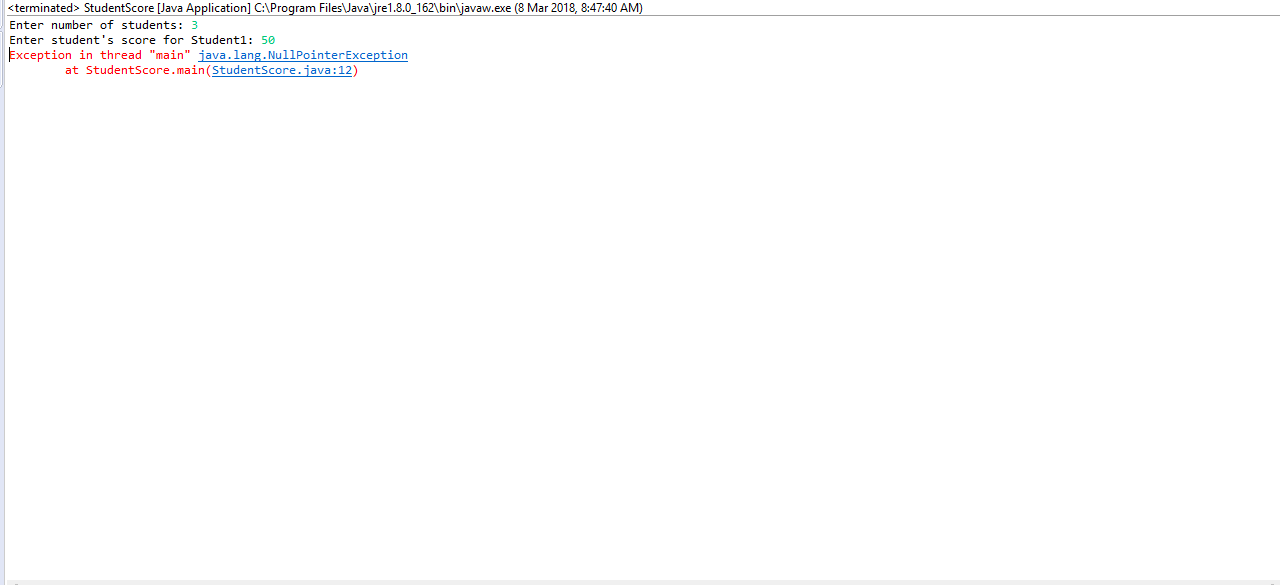 <terminated> StudentScore [Java Application] C:\Program Files\Java\jre1.8.0_162\bin\javaw.exe (8 Mar 2018, 8:47:40 AM)
Enter number of students: 3
Enter student's score for Student1: 50
Exception in thread "main" java.lang.NullPointerException
        at StudentScore.main(StudentScore.java:12)